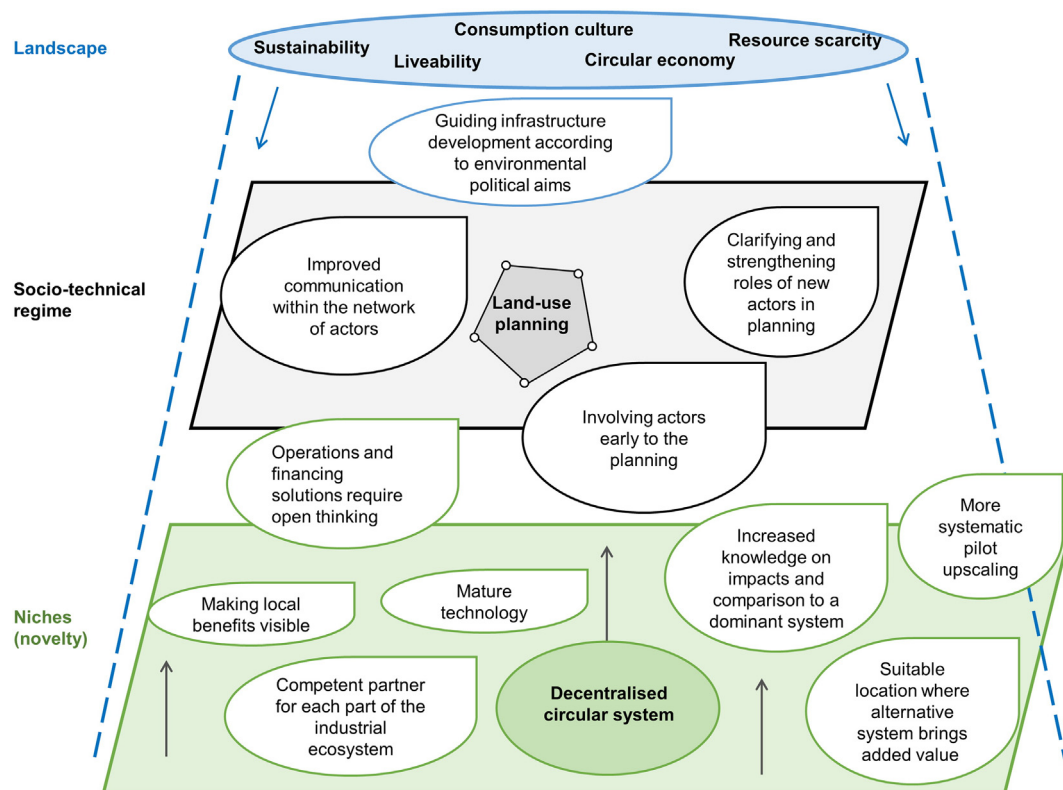 Landscape
Sustainability
Consumption culture
Resource scarcity
Liveability
Circular economy
Guiding infrastructure
development according
to environmental
political aims
Socio-technical
regime
Improved
communication
within the network
of actors
Land-use
planning
Clarifying and
strengthening
roles of new
actors in
planning
Involving actors
early to the
planning
Operations and
financing
solutions require
open thinking
More
systematic
pilot
upscaling
Increased
knowledge on
impacts and
comparison to a
dominant system
Niches
(novelty)
Making local
benefits visible
Mature
technology
Competent partner
for each part of the
industrial
ecosystem
Decentralised
circular system
Suitable
location where
alternative
system brings
added value